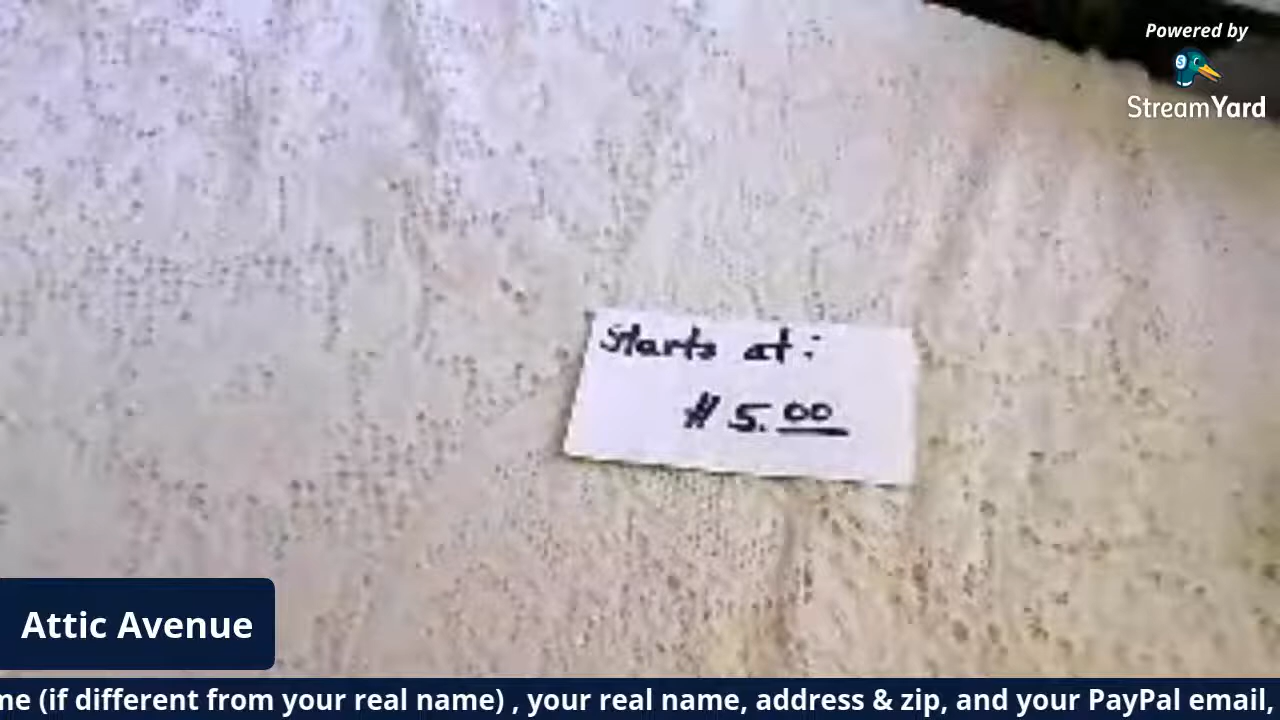 Powered by
StreamYard
Starts at:
$ 5.00
Attic Avenue
me (if different from your real name) , your real name, address & zip, and your PayPal email,